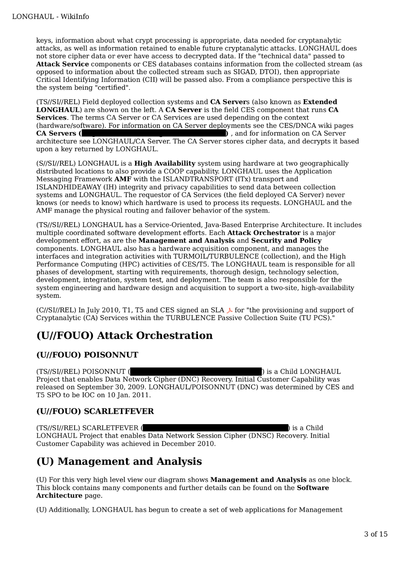 LONGHAUL - WikiInfo
keys, information about what crypt processing is appropriate, data needed for cryptanalytic
attacks, as well as information retained to enable future cryptanalytic attacks. LONGHAUL does
not store cipher data or ever have access to decrypted data. If the "technical data" passed to
Attack Service components or CES databases contains information from the collected stream (as
opposed to information about the collected stream such as SIGAD, DTOI), then appropriate
Critical Identifying Information (CII) will be passed also. From a compliance perspective this is
the system being "certified".
(TS//SI//REL) Field deployed collection systems and CA Servers (also known as Extended
LONGHAUL) are shown on the left. A CA Server is the field CES component that runs CA
Services. The terms CA Server or CA Services are used depending on the context
(hardware/software). For information on CA Server deployments see the CES/DNCA wiki pages
CA Servers ( ) , and for information on CA Server
architecture see LONGHAUL/CA Server. The CA Server stores cipher data, and decrypts it based
upon a key returned by LONGHAUL.
(S//SI//REL) LONGHAUL is a High Availability system using hardware at two geographically
distributed locations to also provide a COOP capability. LONGHAUL uses the Application
Messaging Framework AMF with the ISLANDTRANSPORT (ITx) transport and
ISLANDHIDEAWAY (IH) integrity and privacy capabilities to send data between collection
systems and LONGHAUL. The requestor of CA Services (the field deployed CA Server) never
knows (or needs to know) which hardware is used to process its requests. LONGHAUL and the
AMF manage the physical routing and failover behavior of the system.
(TS//SI//REL) LONGHAUL has a Service-Oriented, Java-Based Enterprise Architecture. It includes
multiple coordinated software development efforts. Each Attack Orchestrator is a major
development effort, as are the Management and Analysis and Security and Policy
components. LONGHAUL also has a hardware acquisition component, and manages the
interfaces and integration activities with TURMOIL/TURBULENCE (collection), and the High
Performance Computing (HPC) activities of CES/T5. The LONGHAUL team is responsible for all
phases of development, starting with requirements, thorough design, technology selection,
development, integration, system test, and deployment. The team is also responsible for the
system engineering and hardware design and acquisition to support a two-site, high-availability
system.
(C//SI//REL) In July 2010, T1, T5 and CES signed an SLA for "the provisioning and support of
Cryptanalytic (CA) Services within the TURBULENCE Passive Collection Suite (TU PCS)."
(U//FOUO) Attack Orchestration
(U//FOUO) POISONNUT
(TS//SI//REL) POISONNUT ( ) is a Child LONGHAUL
Project that enables Data Network Cipher (DNC) Recovery. Initial Customer Capability was
released on September 30, 2009. LONGHAUL/POISONNUT (DNC) was determined by CES and
T5 SPO to be IOC on 10 Jan. 2011.
(U//FOUO) SCARLETFEVER
(TS//SI//REL) SCARLETFEVER ( ) is a Child
LONGHAUL Project that enables Data Network Session Cipher (DNSC) Recovery. Initial
Customer Capability was achieved in December 2010.
(U) Management and Analysis
(U) For this very high level view our diagram shows Management and Analysis as one block.
This block contains many components and further details can be found on the Software
Architecture page.
(U) Additionally, LONGHAUL has begun to create a set of web applications for Management
3 of 15